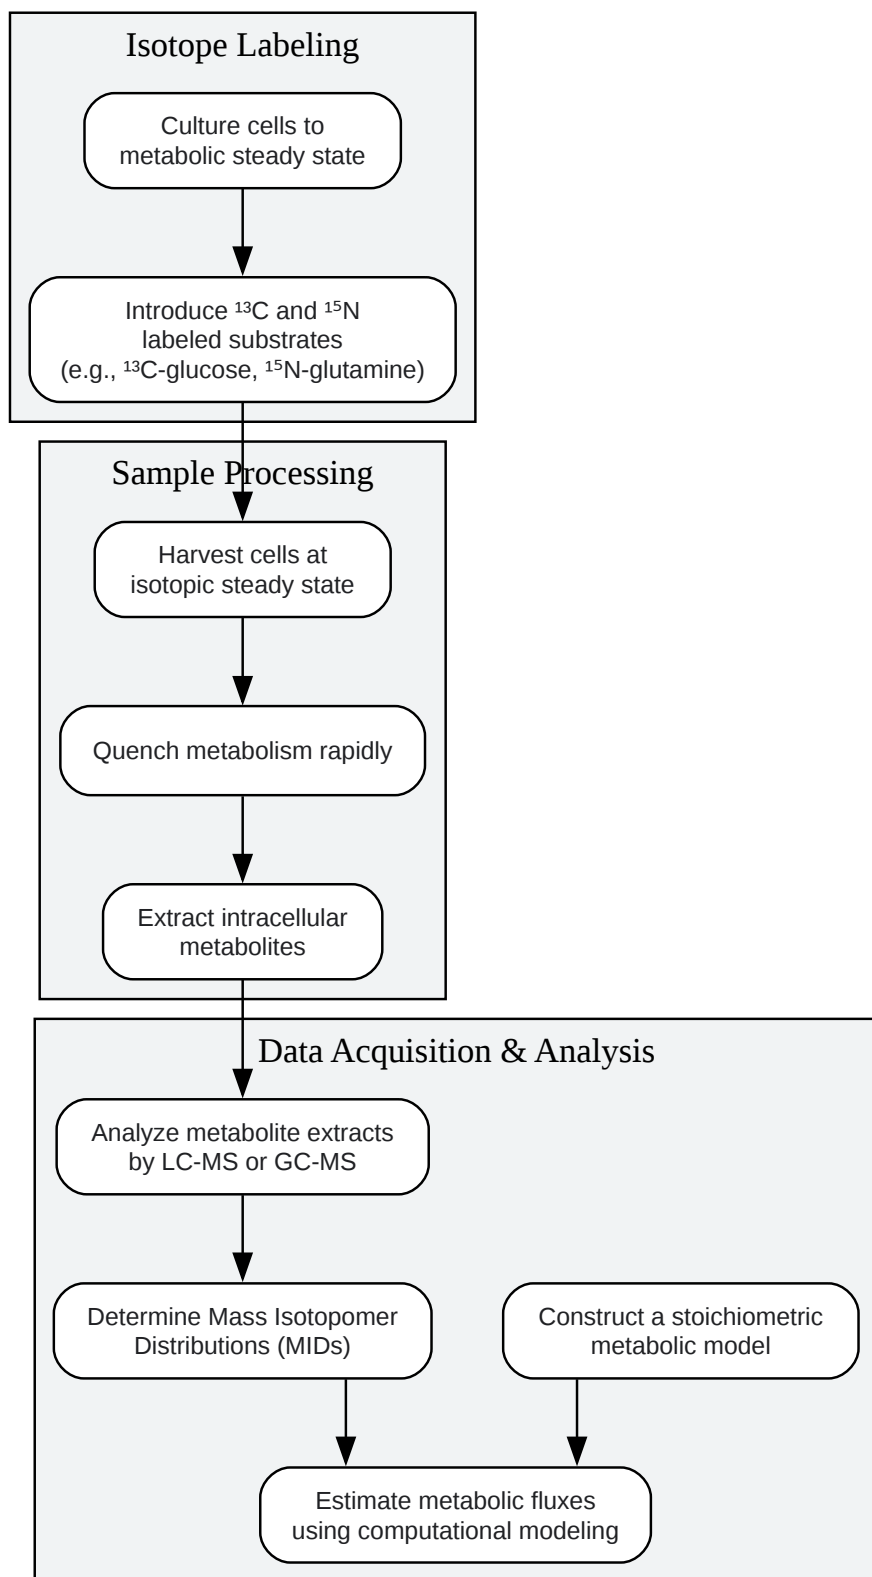 Isotope Labeling
Culture cells to
metabolic steady state
Introduce ¹³C and ¹⁵N
labeled substrates
(e.g., ¹³C-glucose, ¹⁵N-glutamine)
Sample Processing
Harvest cells at
isotopic steady state
Quench metabolism rapidly
Extract intracellular
metabolites
Data Acquisition & Analysis
Analyze metabolite extracts
by LC-MS or GC-MS
Determine Mass Isotopomer
Distributions (MIDs)
Construct a stoichiometric
metabolic model
Estimate metabolic fluxes
using computational modeling